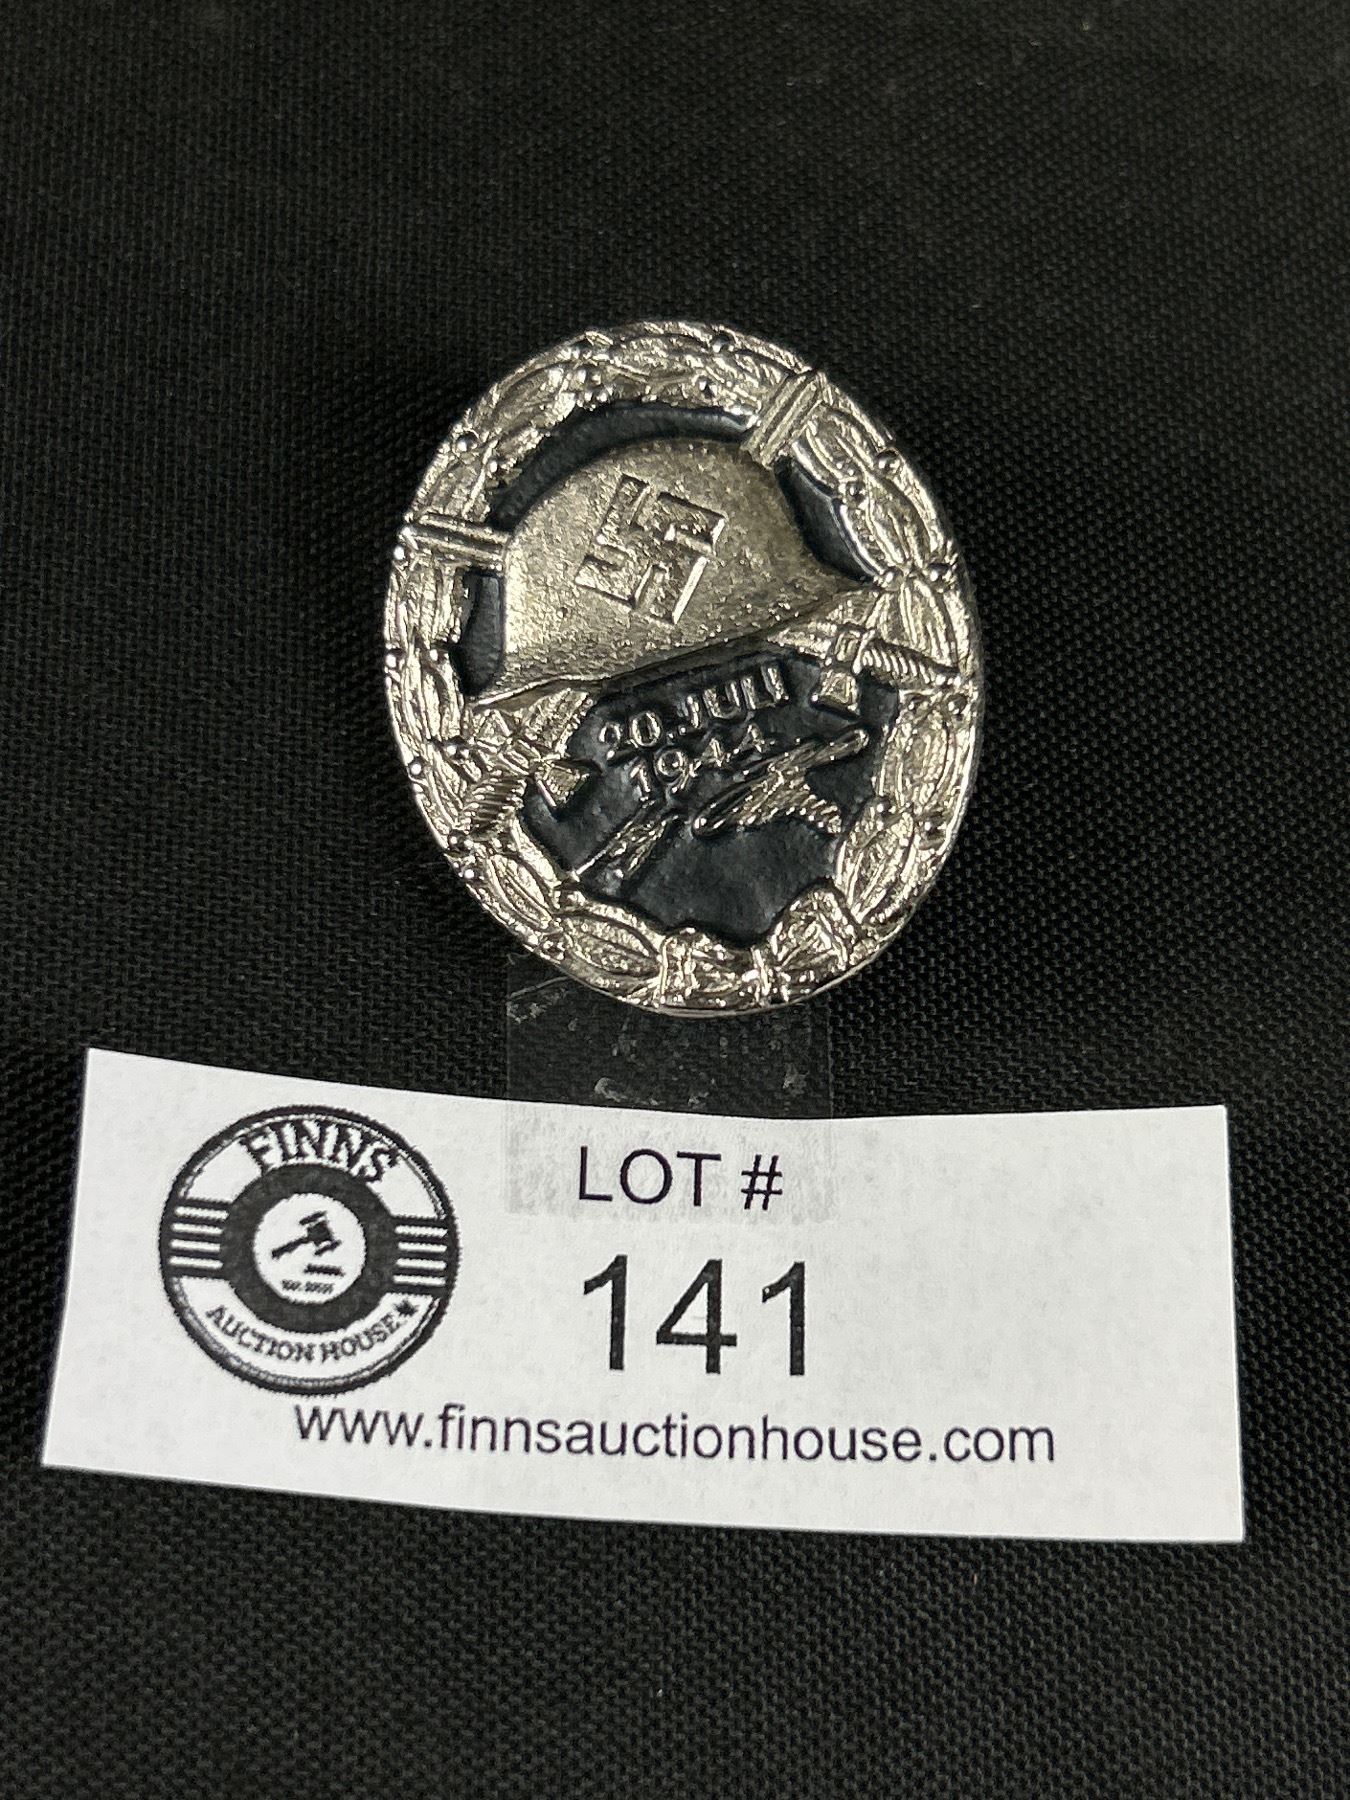 20.JULI
1944
FINNS
AUCTION HOUSE
LOT #
141
www.finnsauctionhouse.com